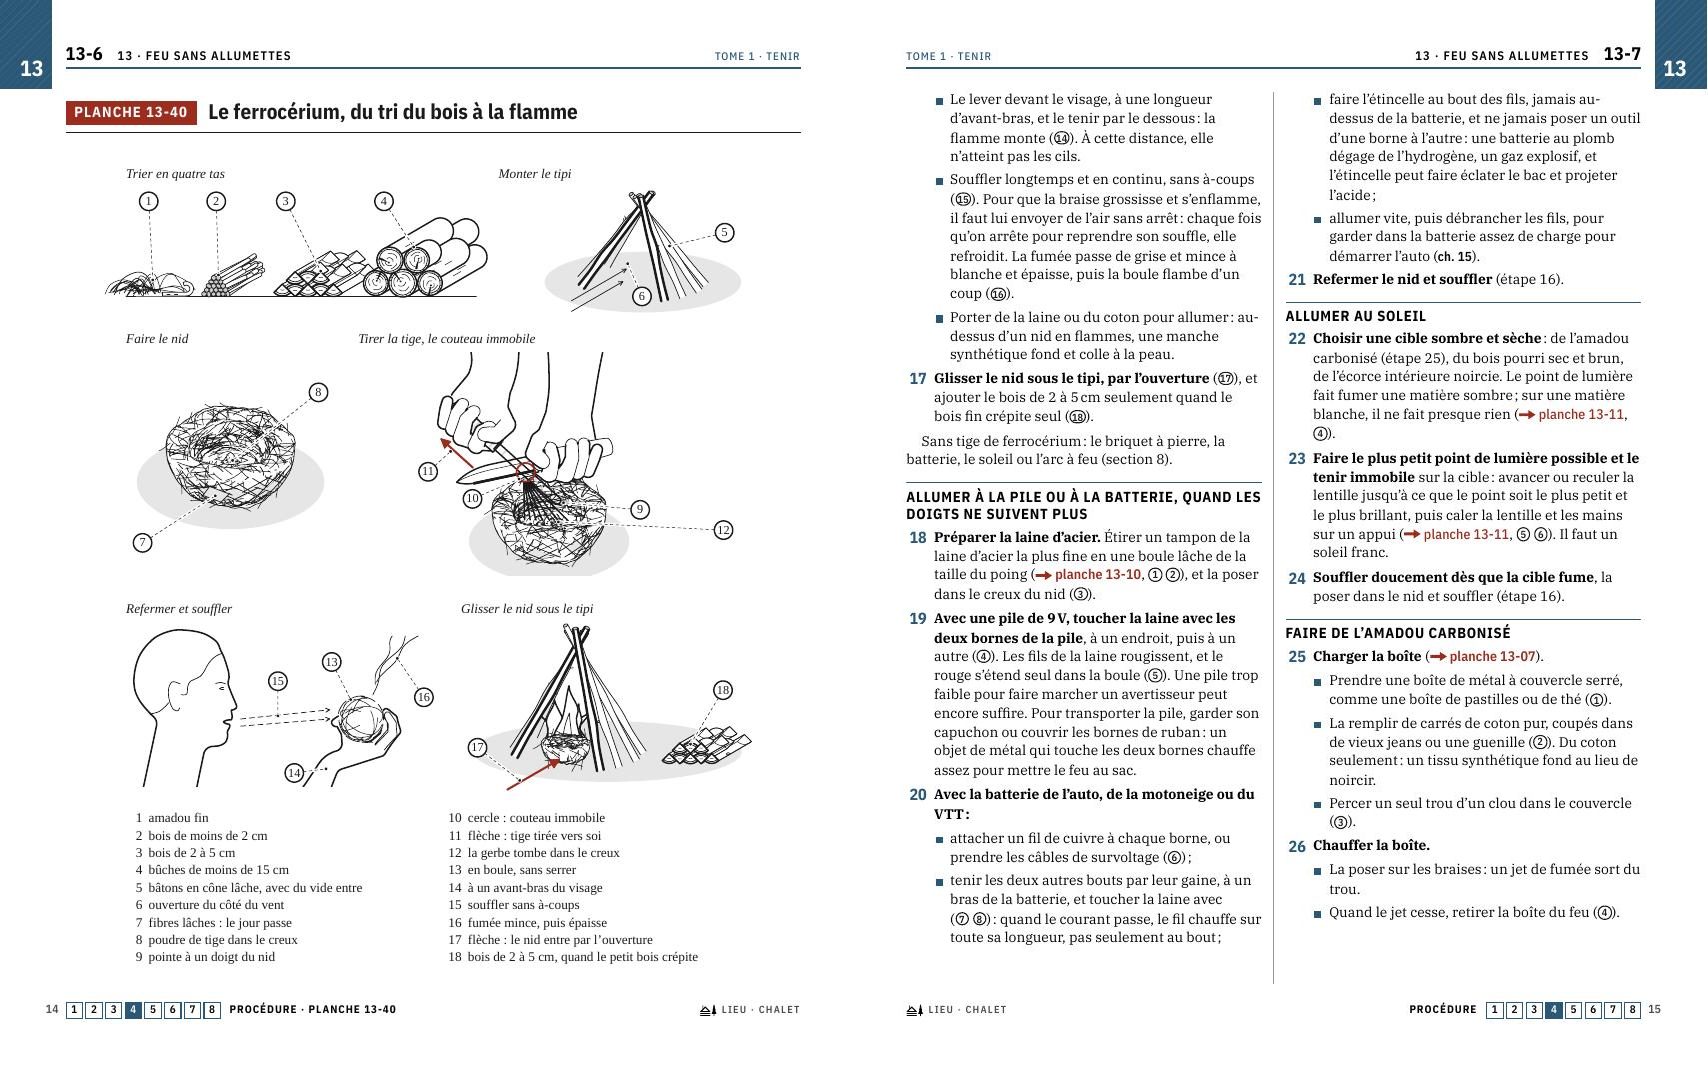 13
13-6 13 · FEU SANS ALLUMETTES
TOME 1 · TENIR
PLANCHE 13-40 Le ferrocérium, du tri du bois à la flamme
Trier en quatre tas
Monter le tipi
1 2 3 4
5
6
Faire le nid
Tirer la tige, le couteau immobile
8
7
11
10
9
12
Refermer et souffler
Glisser le nid sous le tipi
15
13
16
14
17
18
1 amadou fin
2 bois de moins de 2 cm
3 bois de 2 à 5 cm
4 bûches de moins de 15 cm
5 bâtons en cône lâche, avec du vide entre
6 ouverture du côté du vent
7 fibres lâches : le jour passe
8 poudre de tige dans le creux
9 pointe à un doigt du nid
10 cercle : couteau immobile
11 flèche : tige tirée vers soi
12 la gerbe tombe dans le creux
13 en boule, sans serrer
14 à un avant-bras du visage
15 souffler sans à-coups
16 fumée mince, puis épaisse
17 flèche : le nid entre par l’ouverture
18 bois de 2 à 5 cm, quand le petit bois crépite
14 1 2 3 4 5 6 7 8 PROCÉDURE · PLANCHE 13-40
LIEU · CHALET
TOME 1 · TENIR
13 · FEU SANS ALLUMETTES 13-7
13
■ Le lever devant le visage, à une longueur
d’avant-bras, et le tenir par le dessous : la
flamme monte (⑭). À cette distance, elle
n’atteint pas les cils.
■ Souffler longtemps et en continu, sans à-coups
(⑮). Pour que la braise grossisse et s’enflamme,
il faut lui envoyer de l’air sans arrêt : chaque fois
qu’on arrête pour reprendre son souffle, elle
refroidit. La fumée passe de grise et mince à
blanche et épaisse, puis la boule flambe d’un
coup (⑯).
■ Porter de la laine ou du coton pour allumer : au-
dessus d’un nid en flammes, une manche
synthétique fond et colle à la peau.
17 Glisser le nid sous le tipi, par l’ouverture (⑰), et
ajouter le bois de 2 à 5 cm seulement quand le
bois fin crépite seul (⑱).
Sans tige de ferrocérium : le briquet à pierre, la
batterie, le soleil ou l’arc à feu (section 8).
ALLUMER À LA PILE OU À LA BATTERIE, QUAND LES
DOIGTS NE SUIVENT PLUS
18 Préparer la laine d’acier. Étirer un tampon de la
laine d’acier la plus fine en une boule lâche de la
taille du poing (➞ planche 13-10, ① ②), et la poser
dans le creux du nid (③).
19 Avec une pile de 9 V, toucher la laine avec les
deux bornes de la pile, à un endroit, puis à un
autre (④). Les fils de la laine rougissent, et le
rouge s’étend seul dans la boule (⑤). Une pile trop
faible pour faire marcher un avertisseur peut
encore suffire. Pour transporter la pile, garder son
capuchon ou couvrir les bornes de ruban : un
objet de métal qui touche les deux bornes chauffe
assez pour mettre le feu au sac.
20 Avec la batterie de l’auto, de la motoneige ou du
VTT :
■ attacher un fil de cuivre à chaque borne, ou
prendre les câbles de survoltage (⑥) ;
■ tenir les deux autres bouts par leur gaine, à un
bras de la batterie, et toucher la laine avec
(⑦ ⑧) : quand le courant passe, le fil chauffe sur
toute sa longueur, pas seulement au bout ;
■ faire l’étincelle au bout des fils, jamais au-
dessus de la batterie, et ne jamais poser un outil
d’une borne à l’autre : une batterie au plomb
dégage de l’hydrogène, un gaz explosif, et
l’étincelle peut faire éclater le bac et projeter
l’acide ;
■ allumer vite, puis débrancher les fils, pour
garder dans la batterie assez de charge pour
démarrer l’auto (ch. 15).
21 Refermer le nid et souffler (étape 16).
ALLUMER AU SOLEIL
22 Choisir une cible sombre et sèche : de l’amadou
carbonisé (étape 25), du bois pourri sec et brun,
de l’écorce intérieure noircie. Le point de lumière
fait fumer une matière sombre ; sur une matière
blanche, il ne fait presque rien (➞ planche 13-11,
④).
23 Faire le plus petit point de lumière possible et le
tenir immobile sur la cible : avancer ou reculer la
lentille jusqu’à ce que le point soit le plus petit et
le plus brillant, puis caler la lentille et les mains
sur un appui (➞ planche 13-11, ⑤ ⑥). Il faut un
soleil franc.
24 Souffler doucement dès que la cible fume, la
poser dans le nid et souffler (étape 16).
FAIRE DE L’AMADOU CARBONISÉ
25 Charger la boîte (➞ planche 13-07).
■ Prendre une boîte de métal à couvercle serré,
comme une boîte de pastilles ou de thé (①).
■ La remplir de carrés de coton pur, coupés dans
de vieux jeans ou une guenille (②). Du coton
seulement : un tissu synthétique fond au lieu de
noircir.
■ Percer un seul trou d’un clou dans le couvercle
(③).
26 Chauffer la boîte.
■ La poser sur les braises : un jet de fumée sort du
trou.
■ Quand le jet cesse, retirer la boîte du feu (④).
LIEU · CHALET
PROCÉDURE 1 2 3 4 5 6 7 8 15